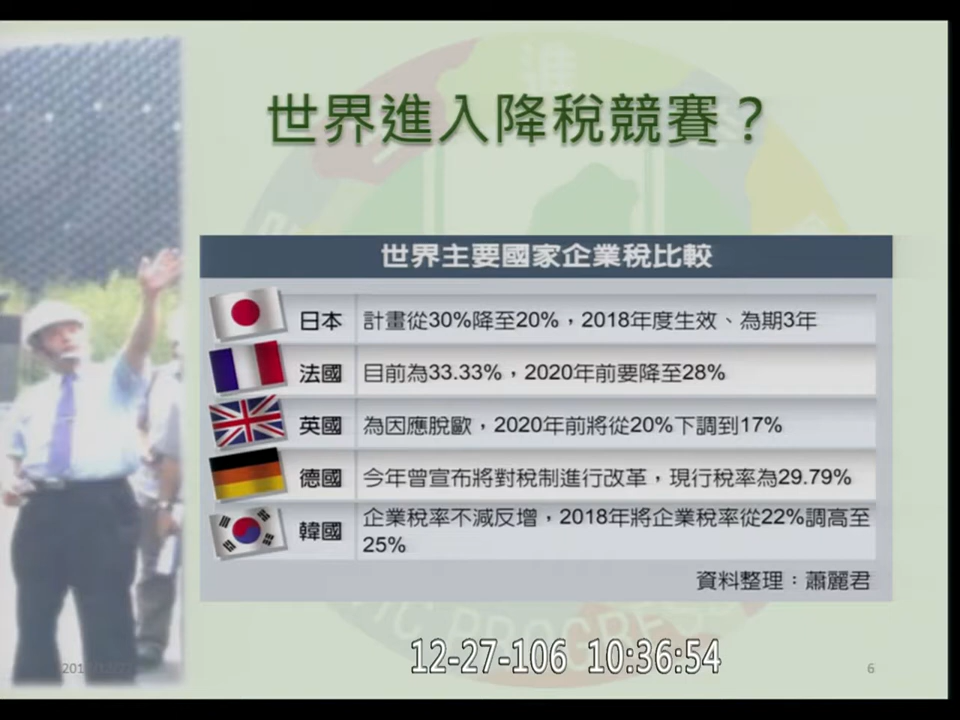 世界進入降稅競賽？
世界主要國家企業稅比較
日本 計畫從30%降至20%，2018年度生效、為期3年
法國 目前為33.33%，2020年前要降至28%
英國 為因應脫歐，2020年前將從20%下調到17%
德國 今年曾宣布將對稅制進行改革，現行稅率為29.79%
韓國 企業稅率不減反增，2018年將企業稅率從22%調高至
25%
資料整理：蕭麗君
12-27-106 10:36:54
6